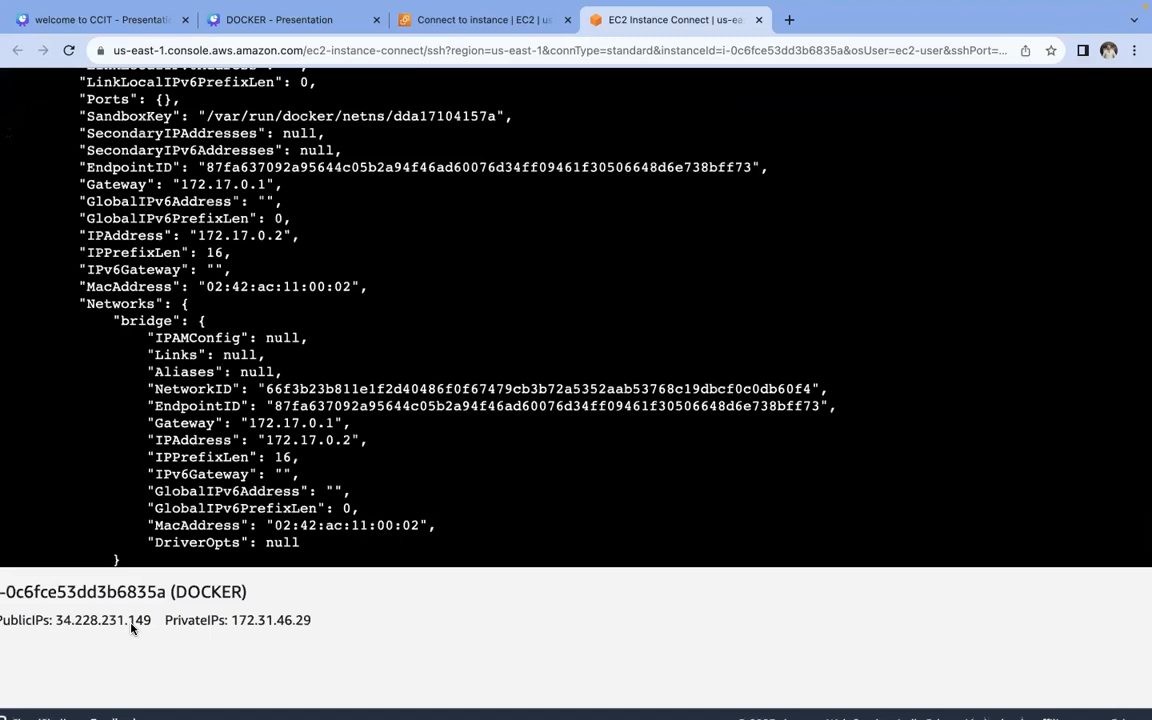 welcome to CCIT - Presentati
DOCKER - Presentation
Connect to instance | EC2 | us
EC2 Instance Connect | us-ea
us-east-1.console.aws.amazon.com/ec2-instance-connect/ssh?region=us-east-1&connType=standard&instanceId=i-0c6fce53dd3b6835a&osUser=ec2-user&sshPort=...
"LinkLocalIPv6PrefixLen": 0,
"Ports": {},
"SandboxKey": "/var/run/docker/netns/dda17104157a",
"SecondaryIPAddresses": null,
"SecondaryIPv6Addresses": null,
"EndpointID": "87fa637092a95644c05b2a94f46ad60076d34ff09461f30506648d6e738bff73",
"Gateway": "172.17.0.1",
"GlobalIPv6Address": "",
"GlobalIPv6PrefixLen": 0,
"IPAddress": "172.17.0.2",
"IPPrefixLen": 16,
"IPv6Gateway": "",
"MacAddress": "02:42:ac:11:00:02",
"Networks": {
"bridge": {
"IPAMConfig": null,
"Links": null,
"Aliases": null,
"NetworkID": "66f3b23b811e1f2d40486f0f67479cb3b72a5352aab53768c19dbcf0c0db60f4",
"EndpointID": "87fa637092a95644c05b2a94f46ad60076d34ff09461f30506648d6e738bff73",
"Gateway": "172.17.0.1",
"IPAddress": "172.17.0.2",
"IPPrefixLen": 16,
"IPv6Gateway": "",
"GlobalIPv6Address": "",
"GlobalIPv6PrefixLen": 0,
"MacAddress": "02:42:ac:11:00:02",
"DriverOpts": null
}
-0c6fce53dd3b6835a (DOCKER)
PublicIPs: 34.228.231.149 PrivateIPs: 172.31.46.29